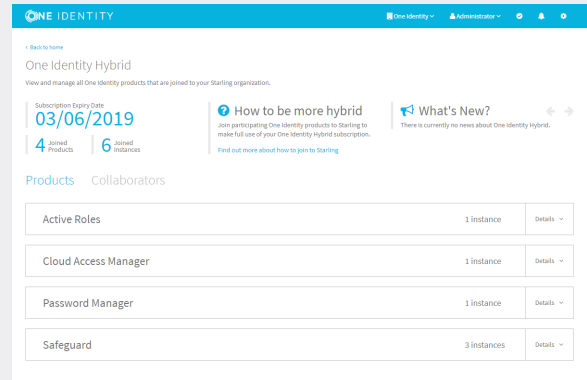 ONE IDENTITY
One Identity
Administrator
< Back to home
One Identity Hybrid
View and manage all One Identity products that are joined to your Starling organization.
Subscription Expiry Date
03/06/2019
4 Joined Products
6 Joined Instances
How to be more hybrid
Join participating One Identity products to Starling to
make full use of your One Identity Hybrid subscription.
Find out more about how to join to Starling
What's New?
There is currently no news about One Identity Hybrid.
Products Collaborators
Active Roles 1 instance Details
Cloud Access Manager 1 instance Details
Password Manager 1 instance Details
Safeguard 3 instances Details